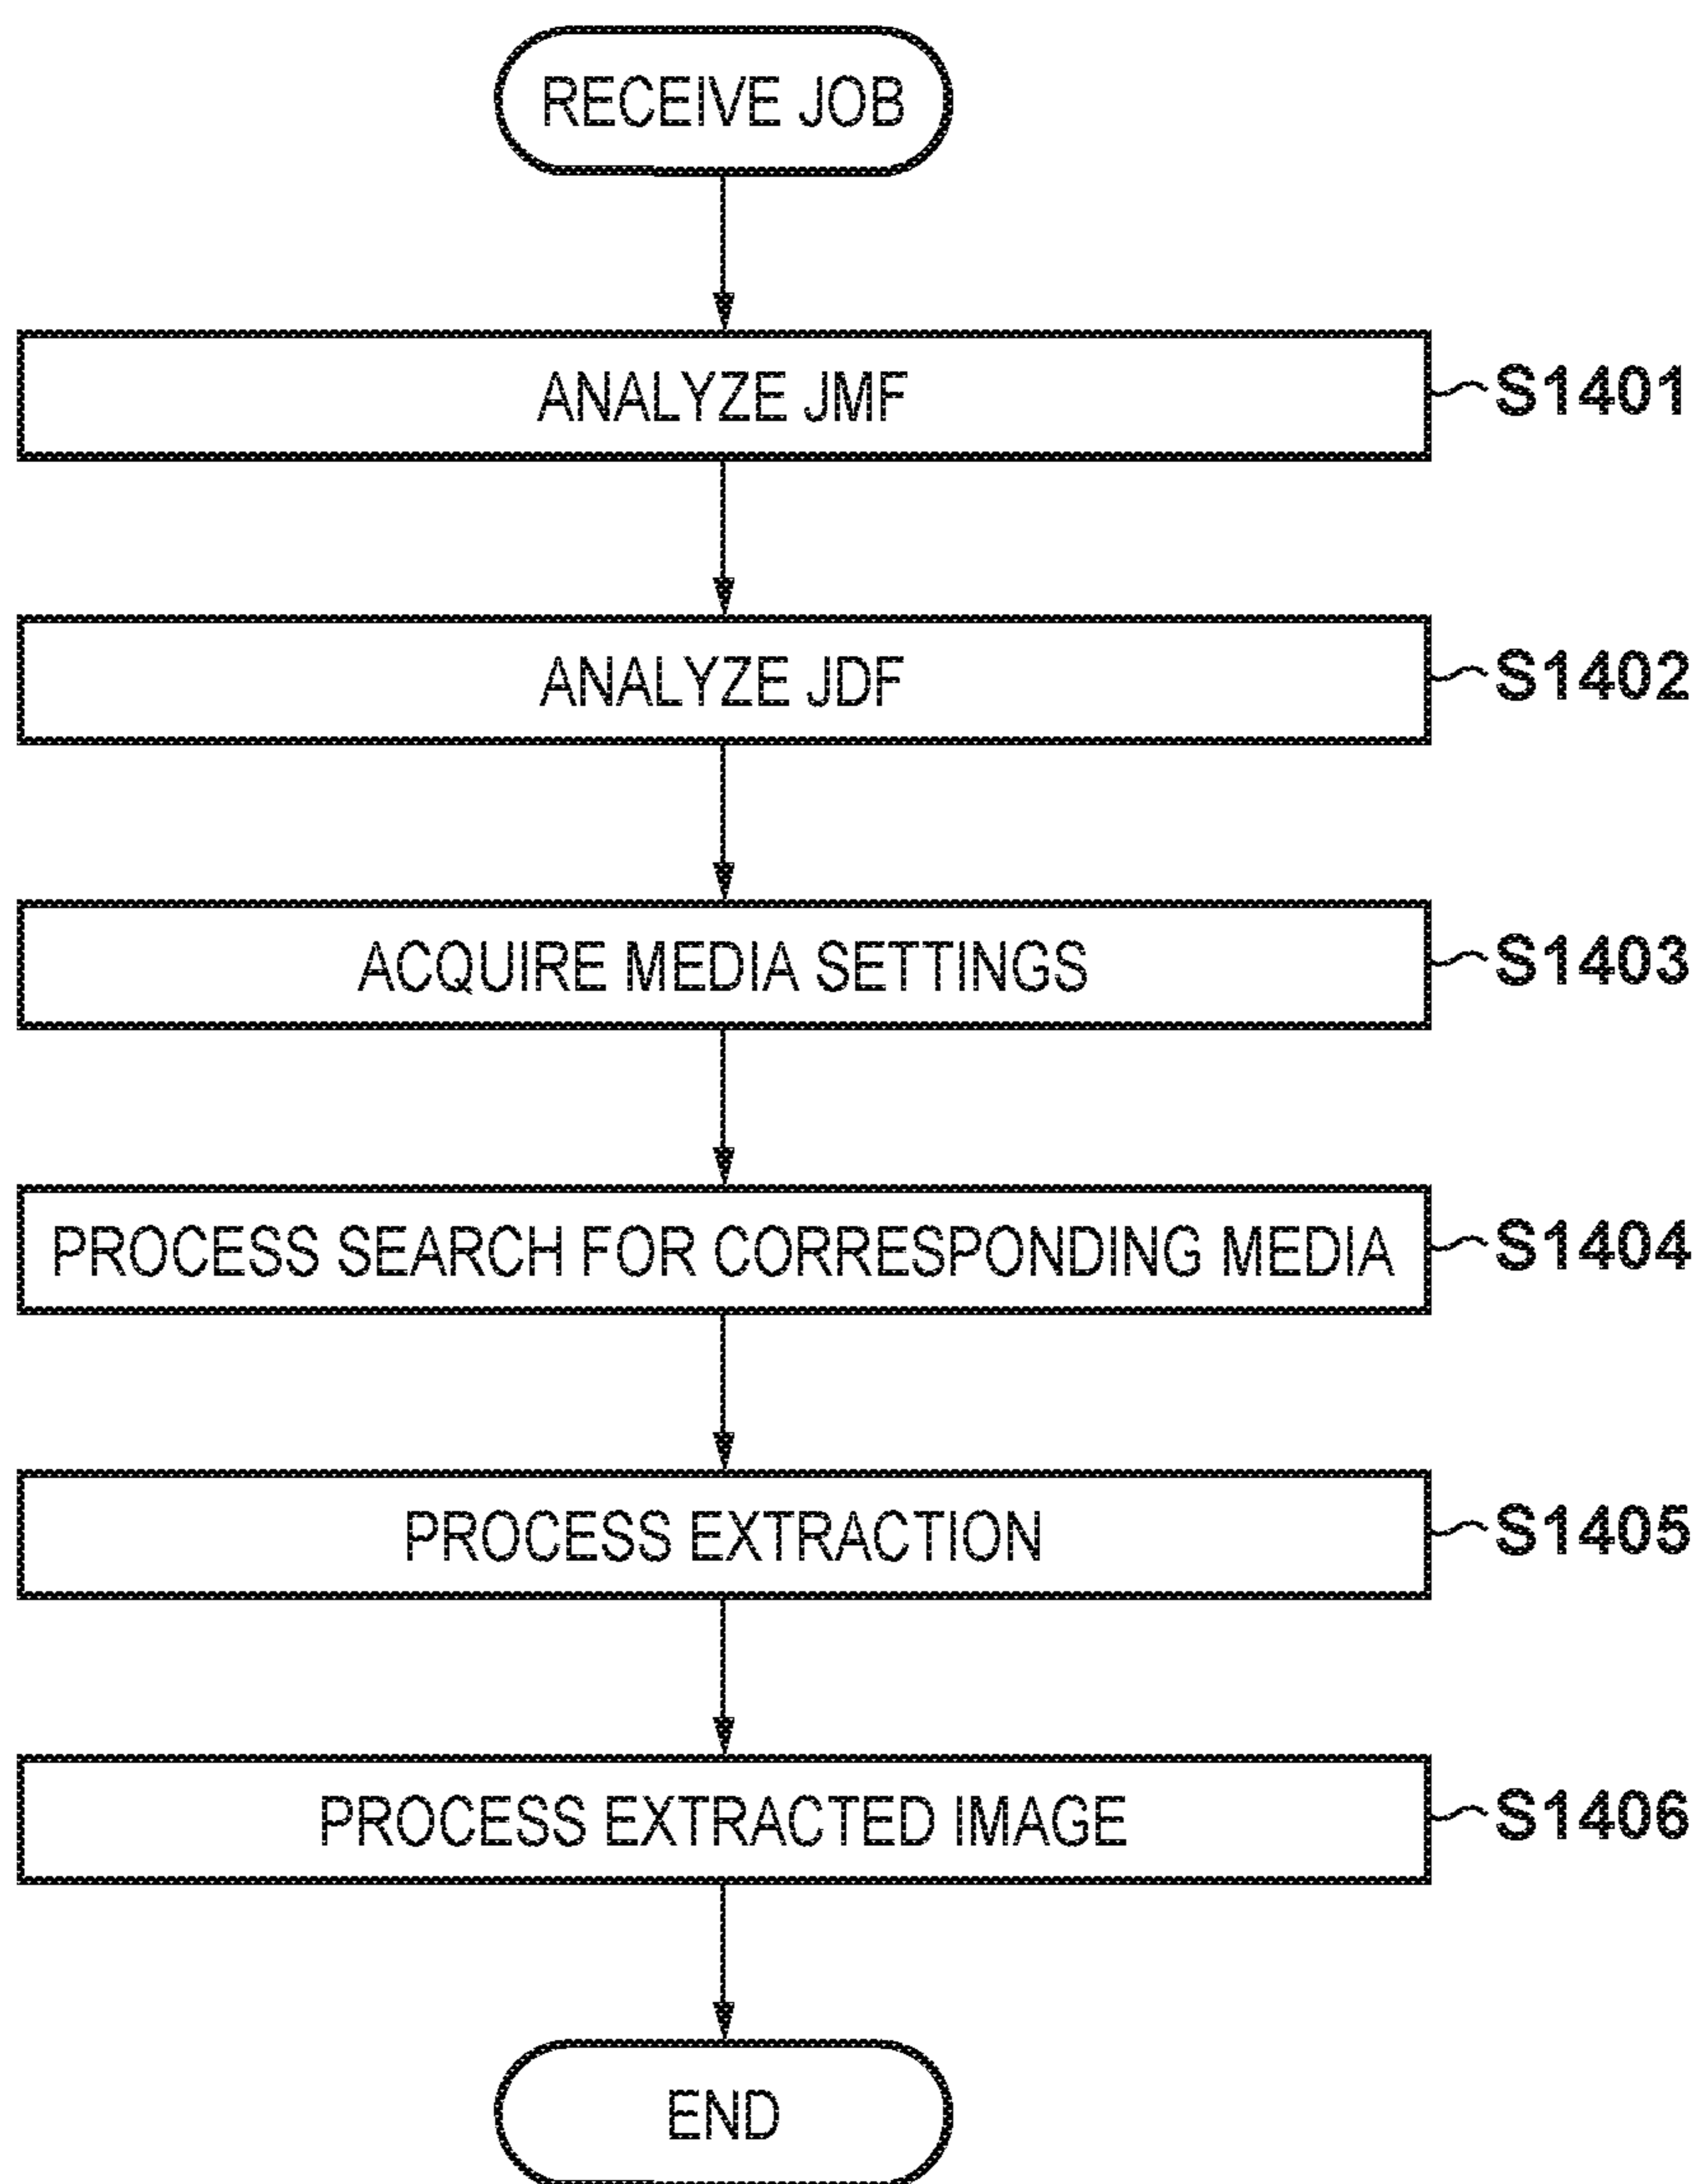 RECEIVE JOB
ANALYZE JMF
S1401
ANALYZE JDF
S1402
ACQUIRE MEDIA SETTINGS
S1403
PROCESS SEARCH FOR CORRESPONDING MEDIA
S1404
PROCESS EXTRACTION
S1405
PROCESS EXTRACTED IMAGE
S1406
END